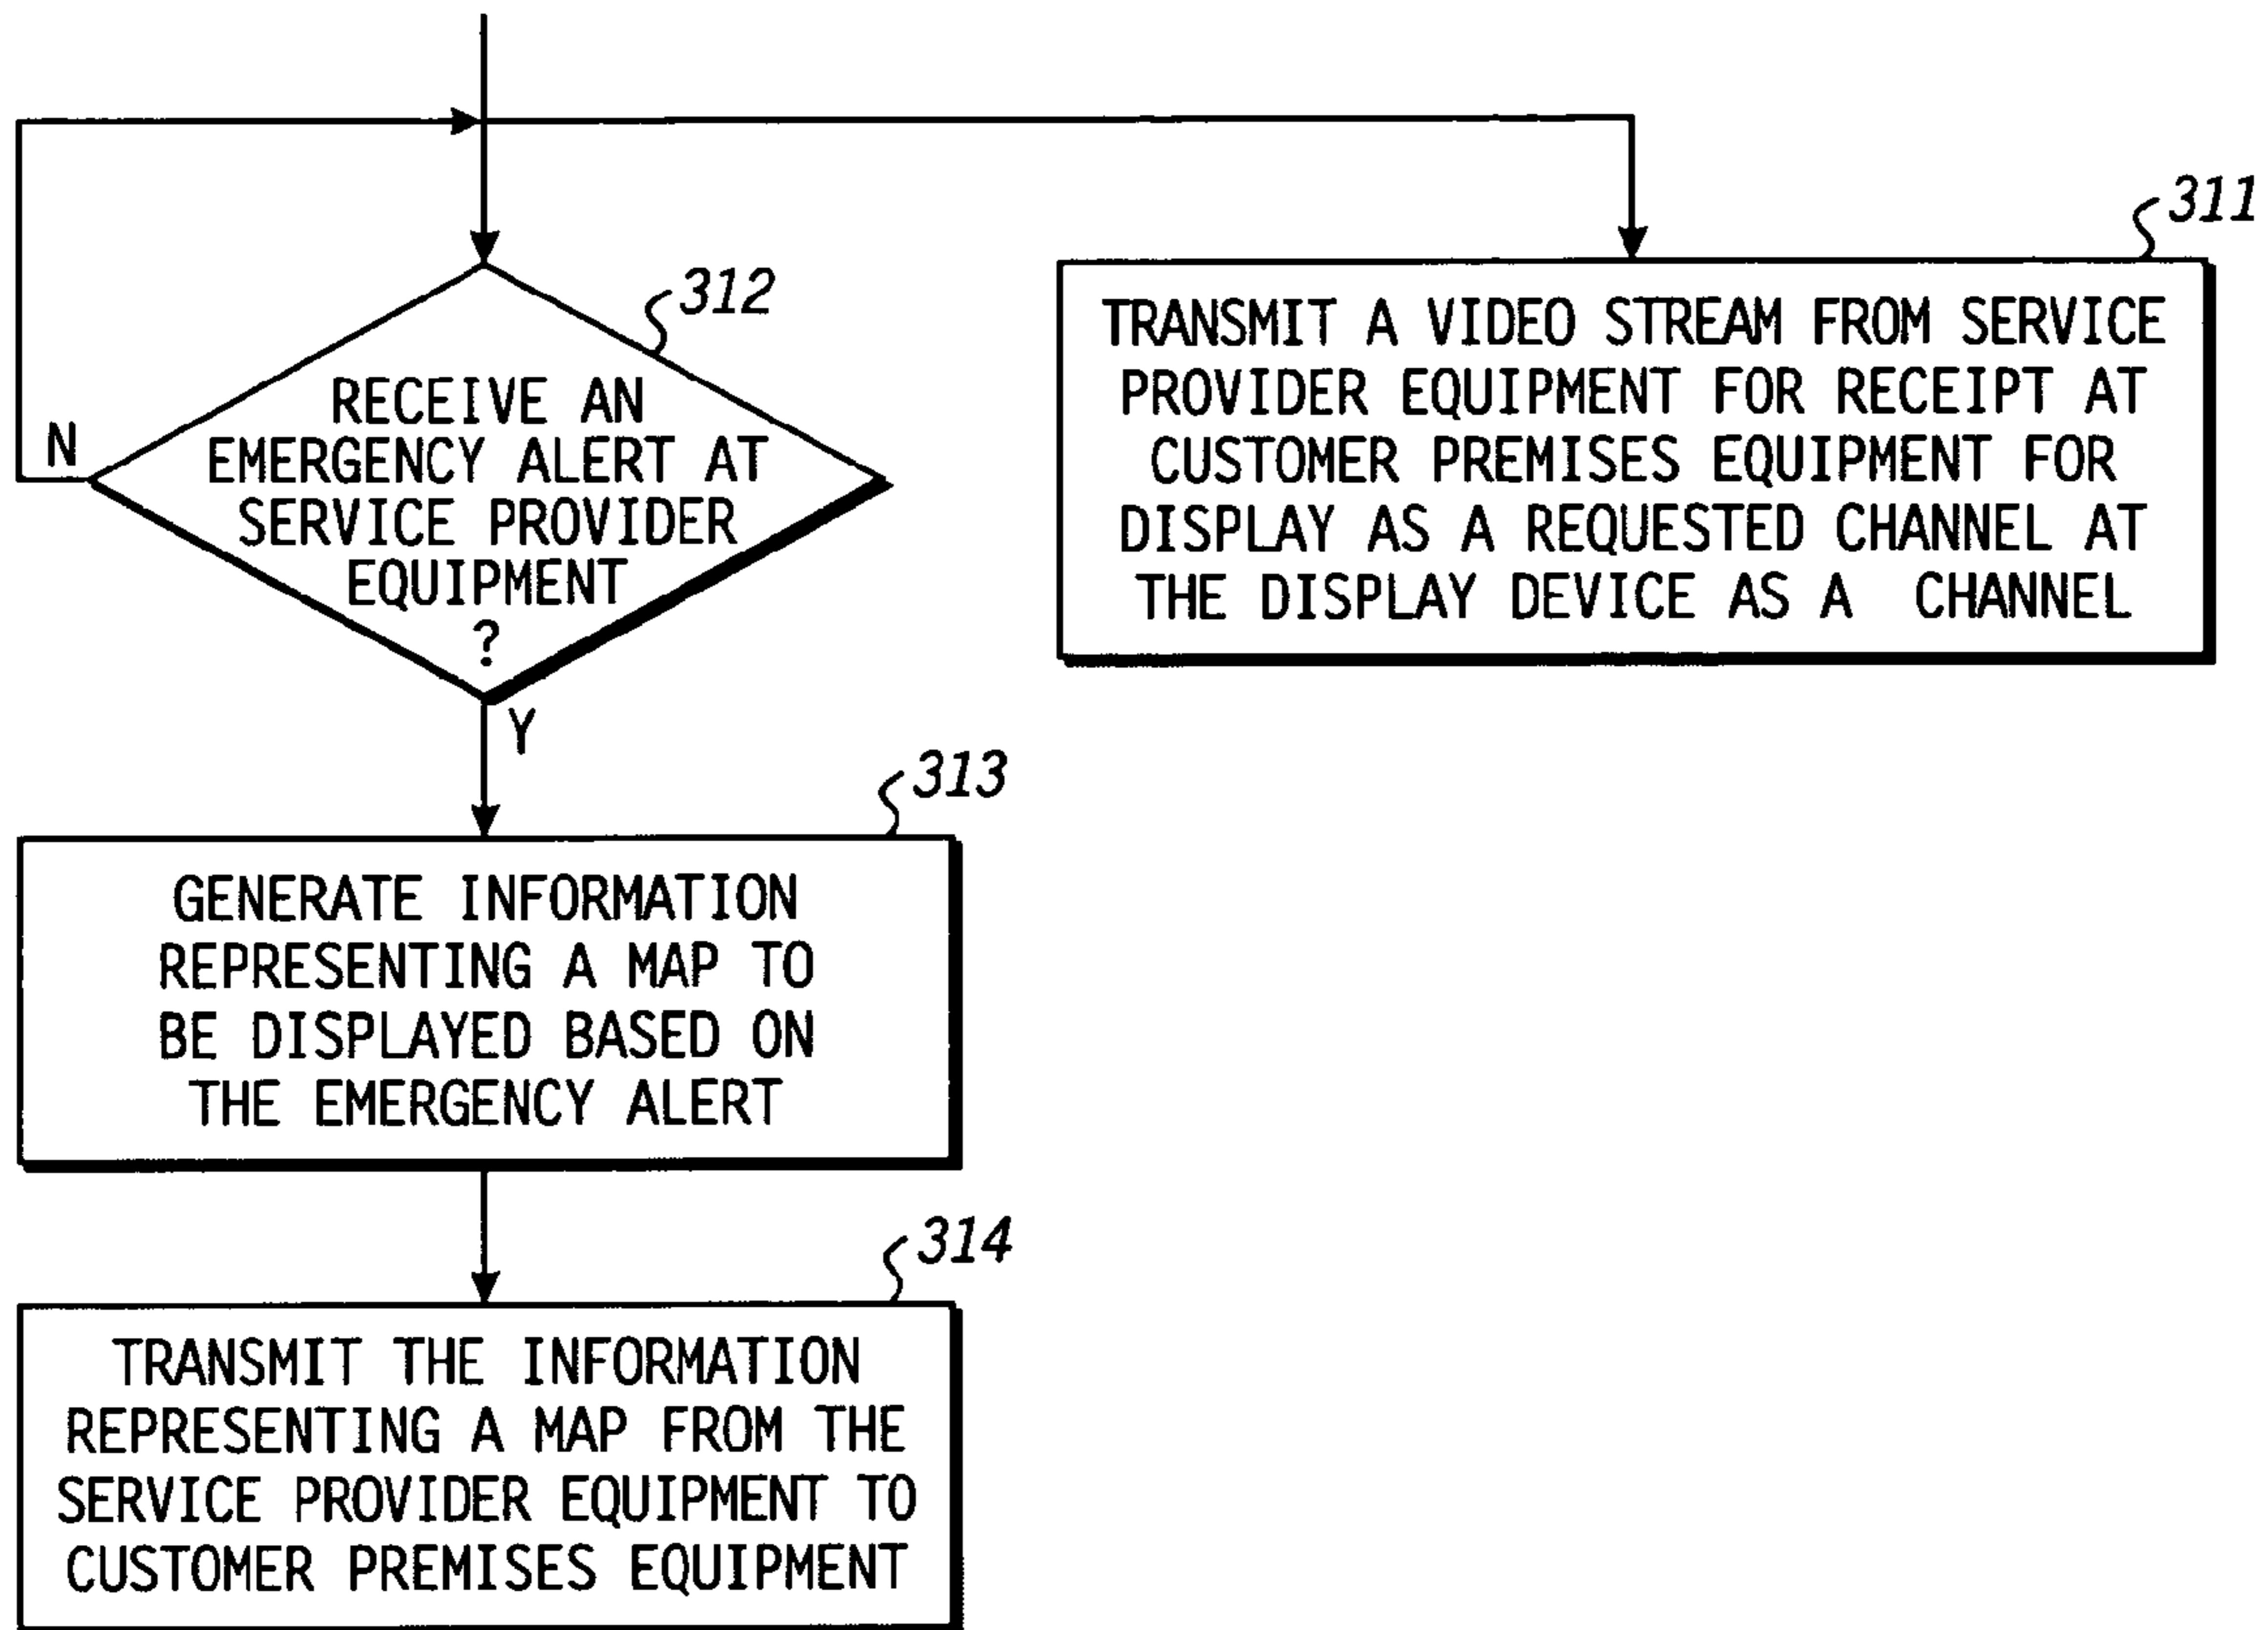 311
TRANSMIT A VIDEO STREAM FROM SERVICE
PROVIDER EQUIPMENT FOR RECEIPT AT
CUSTOMER PREMISES EQUIPMENT FOR
DISPLAY AS A REQUESTED CHANNEL AT
THE DISPLAY DEVICE AS A CHANNEL
312
RECEIVE AN
EMERGENCY ALERT AT
SERVICE PROVIDER
EQUIPMENT
?
N
Y
313
GENERATE INFORMATION
REPRESENTING A MAP TO
BE DISPLAYED BASED ON
THE EMERGENCY ALERT
314
TRANSMIT THE INFORMATION
REPRESENTING A MAP FROM THE
SERVICE PROVIDER EQUIPMENT TO
CUSTOMER PREMISES EQUIPMENT